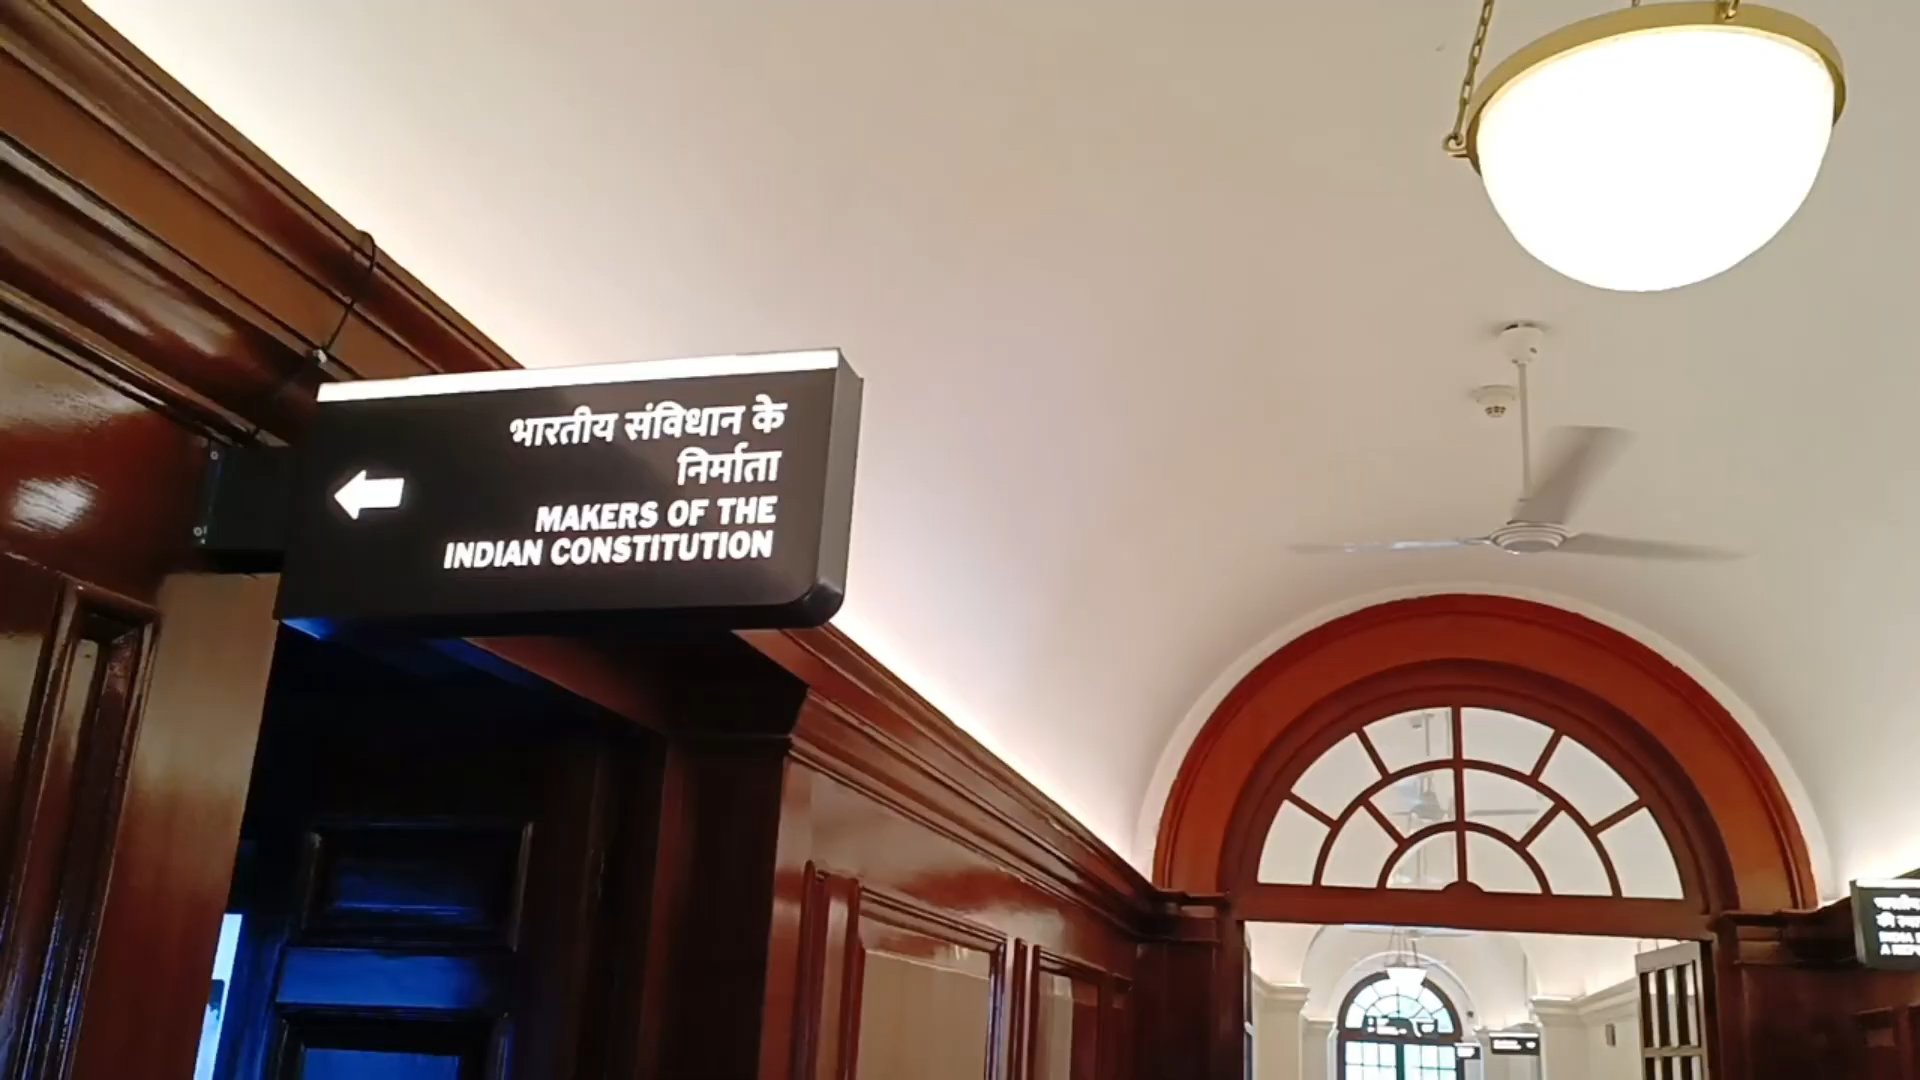 भारतीय संविधान के
निर्माता
MAKERS OF THE
INDIAN CONSTITUTION